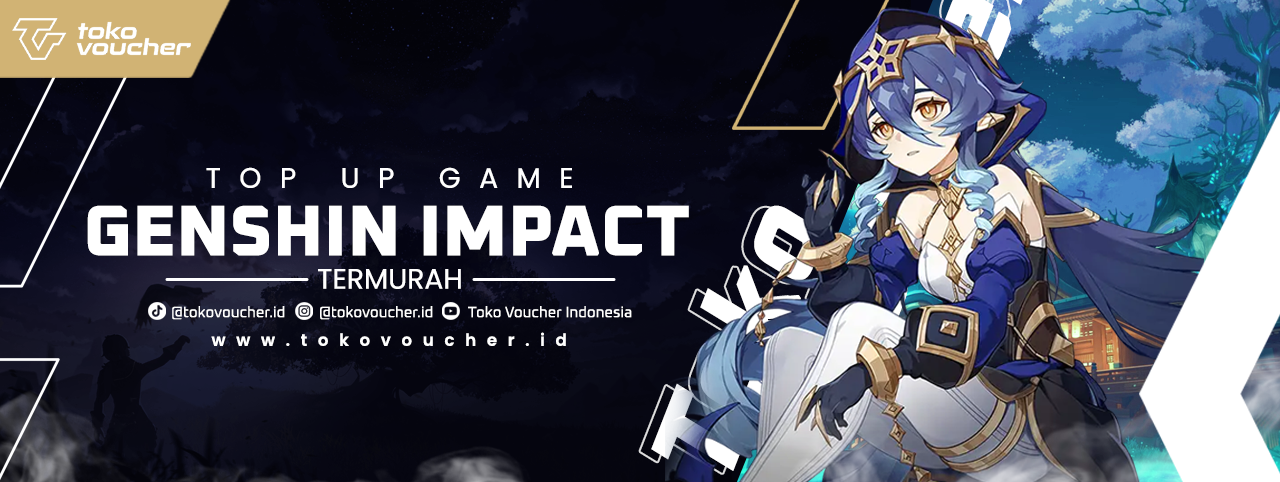 toko
voucher
TOP UP GAME
GENSHIN IMPACT
TERMURAH
@tokovoucher.id @tokovoucher.id Toko Voucher Indonesia
www.tokovoucher.id